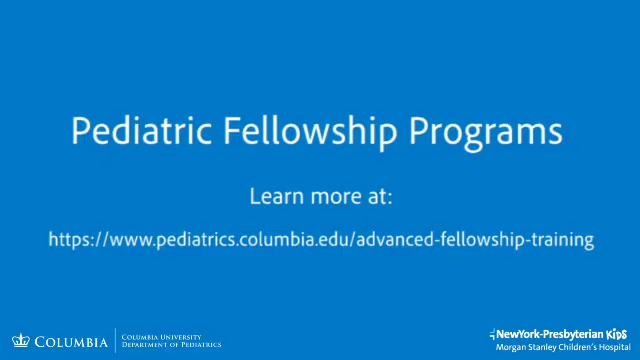 Pediatric Fellowship Programs
Learn more at:
https://www.pediatrics.columbia.edu/advanced-fellowship-training
COLUMBIA
COLUMBIA UNIVERSITY
DEPARTMENT OF PEDIATRICS
NewYork-Presbyterian KiDS
Morgan Stanley Children's Hospital